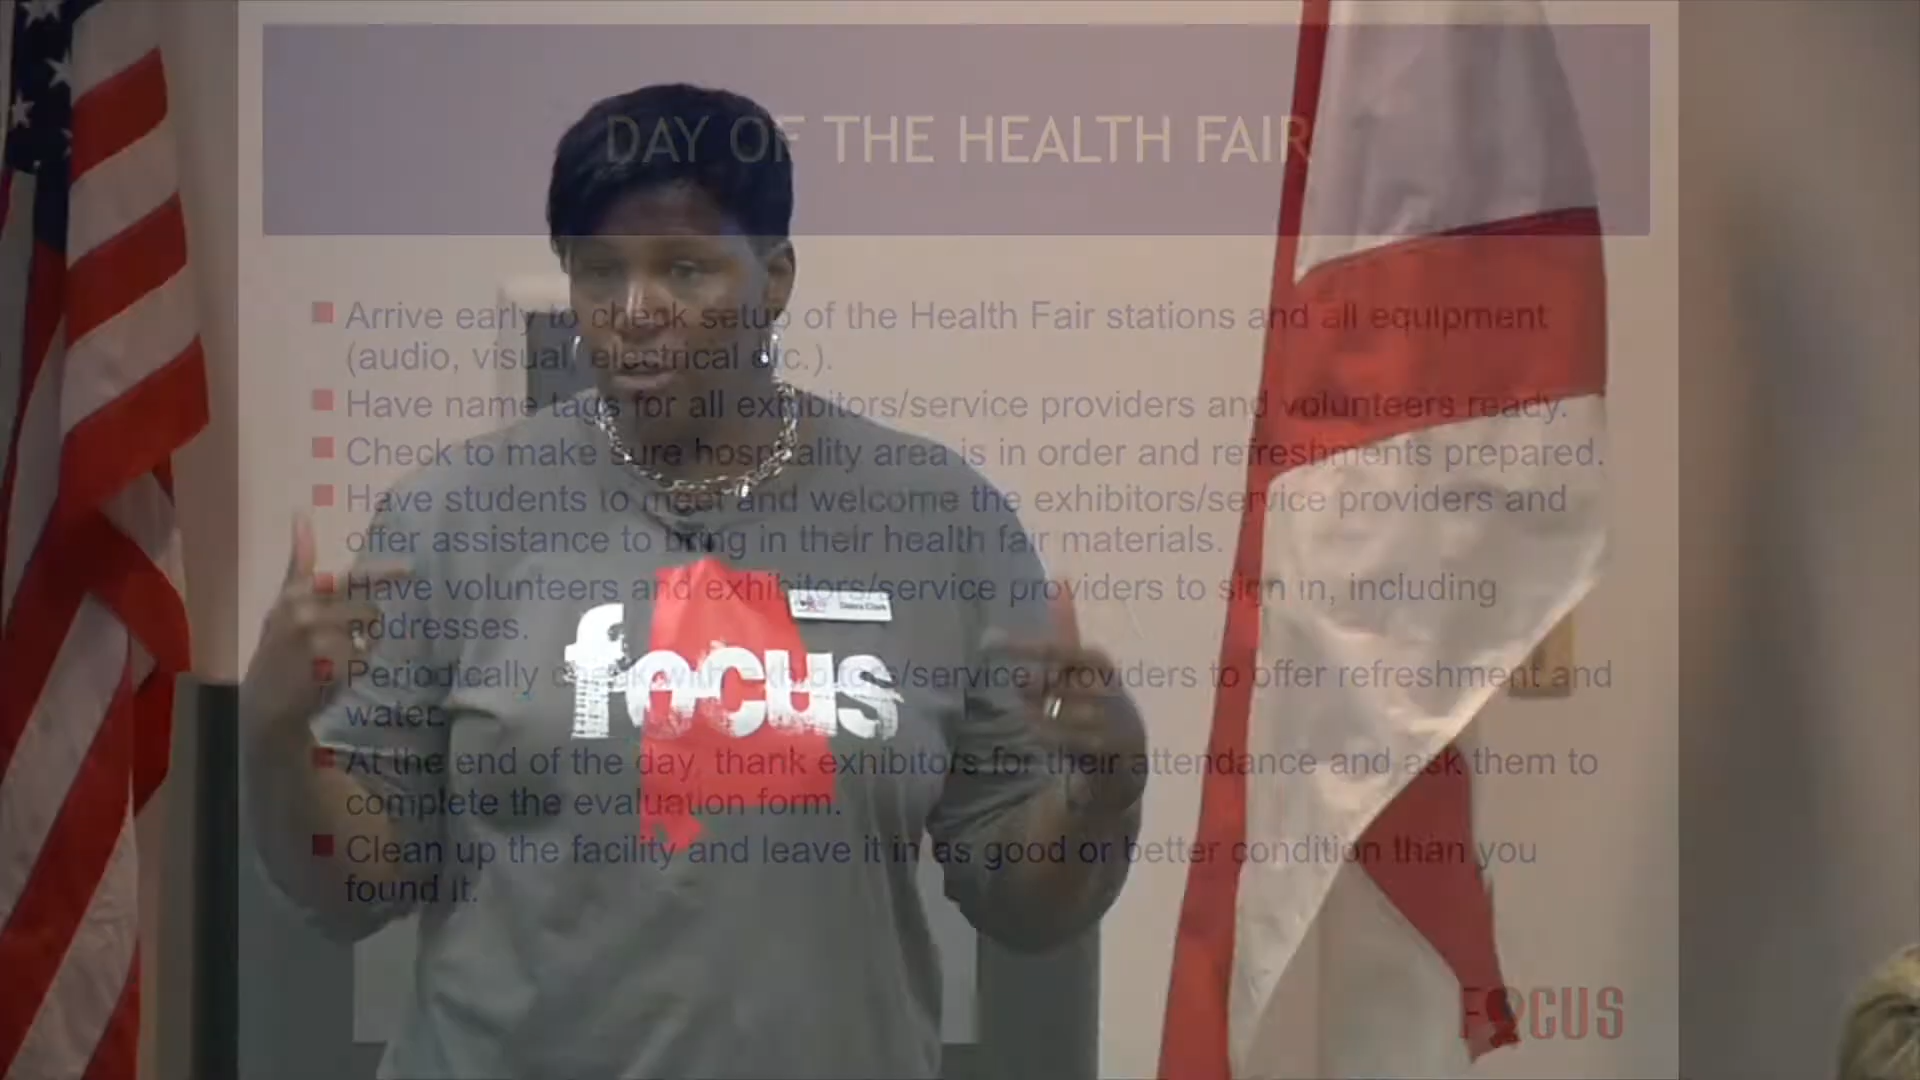 DAY OF THE HEALTH FAIR
Arrive early to check setup of the Health Fair stations and all equipment
(audio, visual, electrical etc.).
Have name tags for all exhibitors/service providers and volunteers ready.
Check to make sure hospitality area is in order and refreshments prepared.
Have students to meet and welcome the exhibitors/service providers and
offer assistance to bring in their health fair materials.
Have volunteers and exhibitors/service providers to sign in, including
addresses.
Periodically check with exhibitors/service providers to offer refreshment and
water.
At the end of the day, thank exhibitors for their attendance and ask them to
complete the evaluation form.
Clean up the facility and leave it in as good or better condition than you
found it.
focus
FOCUS